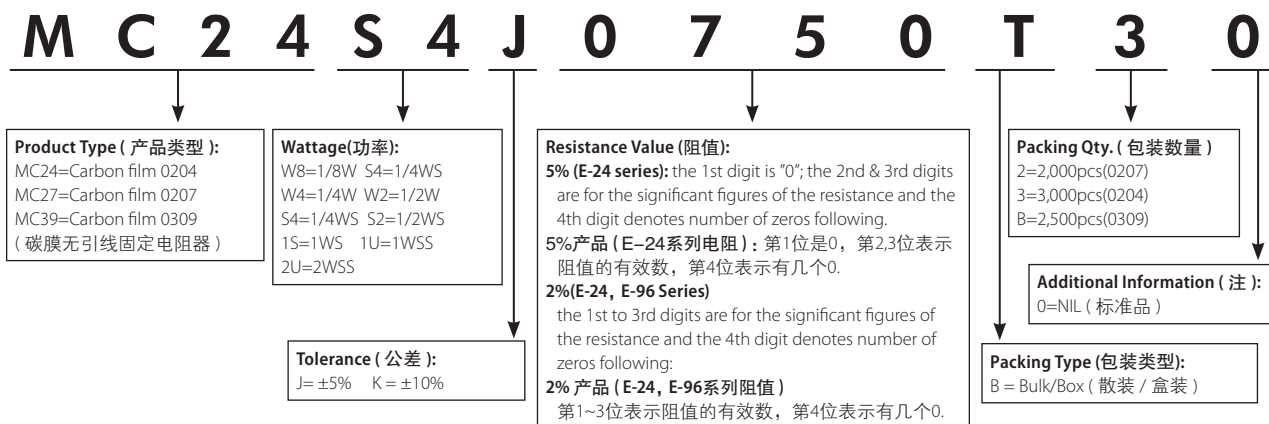 M C 2 4 S 4 J 0 7 5 0 T 3 0
Product Type ( 产品类型 ):
MC24=Carbon film 0204
MC27=Carbon film 0207
MC39=Carbon film 0309
( 碳膜无引线固定电阻器 )
Wattage(功率):
W8=1/8W S4=1/4WS
W4=1/4W W2=1/2W
S4=1/4WS S2=1/2WS
1S=1WS 1U=1WSS
2U=2WSS
Tolerance ( 公差 ):
J= ±5% K = ±10%
Resistance Value (阻值):
5% (E-24 series): the 1st digit is "0"; the 2nd & 3rd digits
are for the significant figures of the resistance and the
4th digit denotes number of zeros following.
5%产品 ( E–24系列电阻 ) : 第1位是0，第2,3位表示
阻值的有效数，第4位表示有几个0.
2%(E-24, E-96 Series)
the 1st to 3rd digits are for the significant figures of
the resistance and the 4th digit denotes number of
zeros following:
2% 产品 ( E-24, E-96系列阻值 )
第1~3位表示阻值的有效数，第4位表示有几个0.
Packing Qty. ( 包装数量 )
2=2,000pcs(0207)
3=3,000pcs(0204)
B=2,500pcs(0309)
Additional Information ( 注 ):
0=NIL ( 标准品 )
Packing Type (包装类型):
B = Bulk/Box ( 散装 / 盒装 )